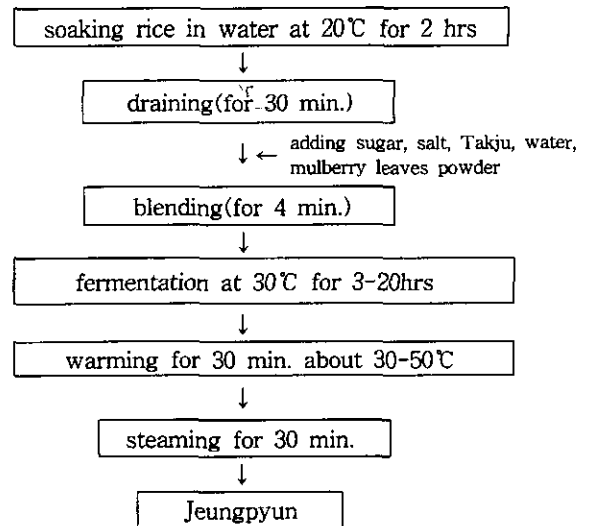 soaking rice in water at 20℃ for 2 hrs
↓
draining(for 30 min.)
↓ ← adding sugar, salt, Takju, water,
mulberry leaves powder
blending(for 4 min.)
↓
fermentation at 30℃ for 3-20hrs
↓
warming for 30 min. about 30-50℃
↓
steaming for 30 min.
↓
Jeungpyun